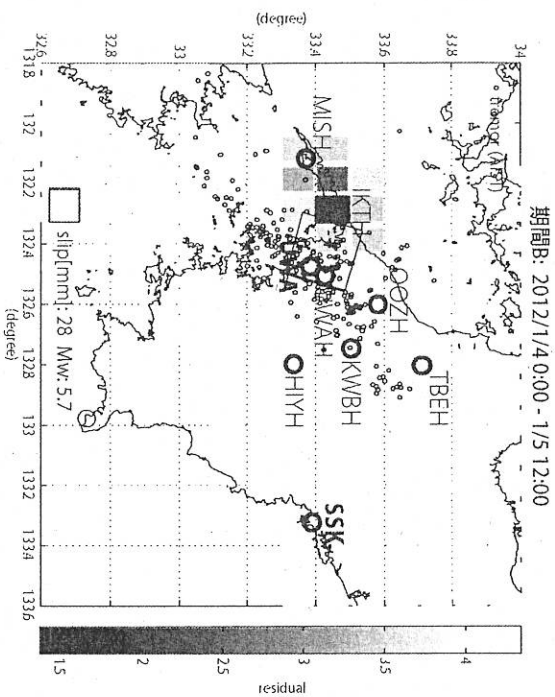 期間B: 2012/1/4 0:00 - 1/5 12:00
(degree)
34
33.8
33.6
33.4
33.2
33
32.8
32.6
131.8
132
132.2
132.4
132.6
132.8
133
133.2
133.4
133.6
(degree)
TBEH
OOZH
KWBH
IKTH
MISH
HIYH
SSK
slip[mm]: 28 Mw: 5.7
1.5
2
2.5
3
3.5
4
residual